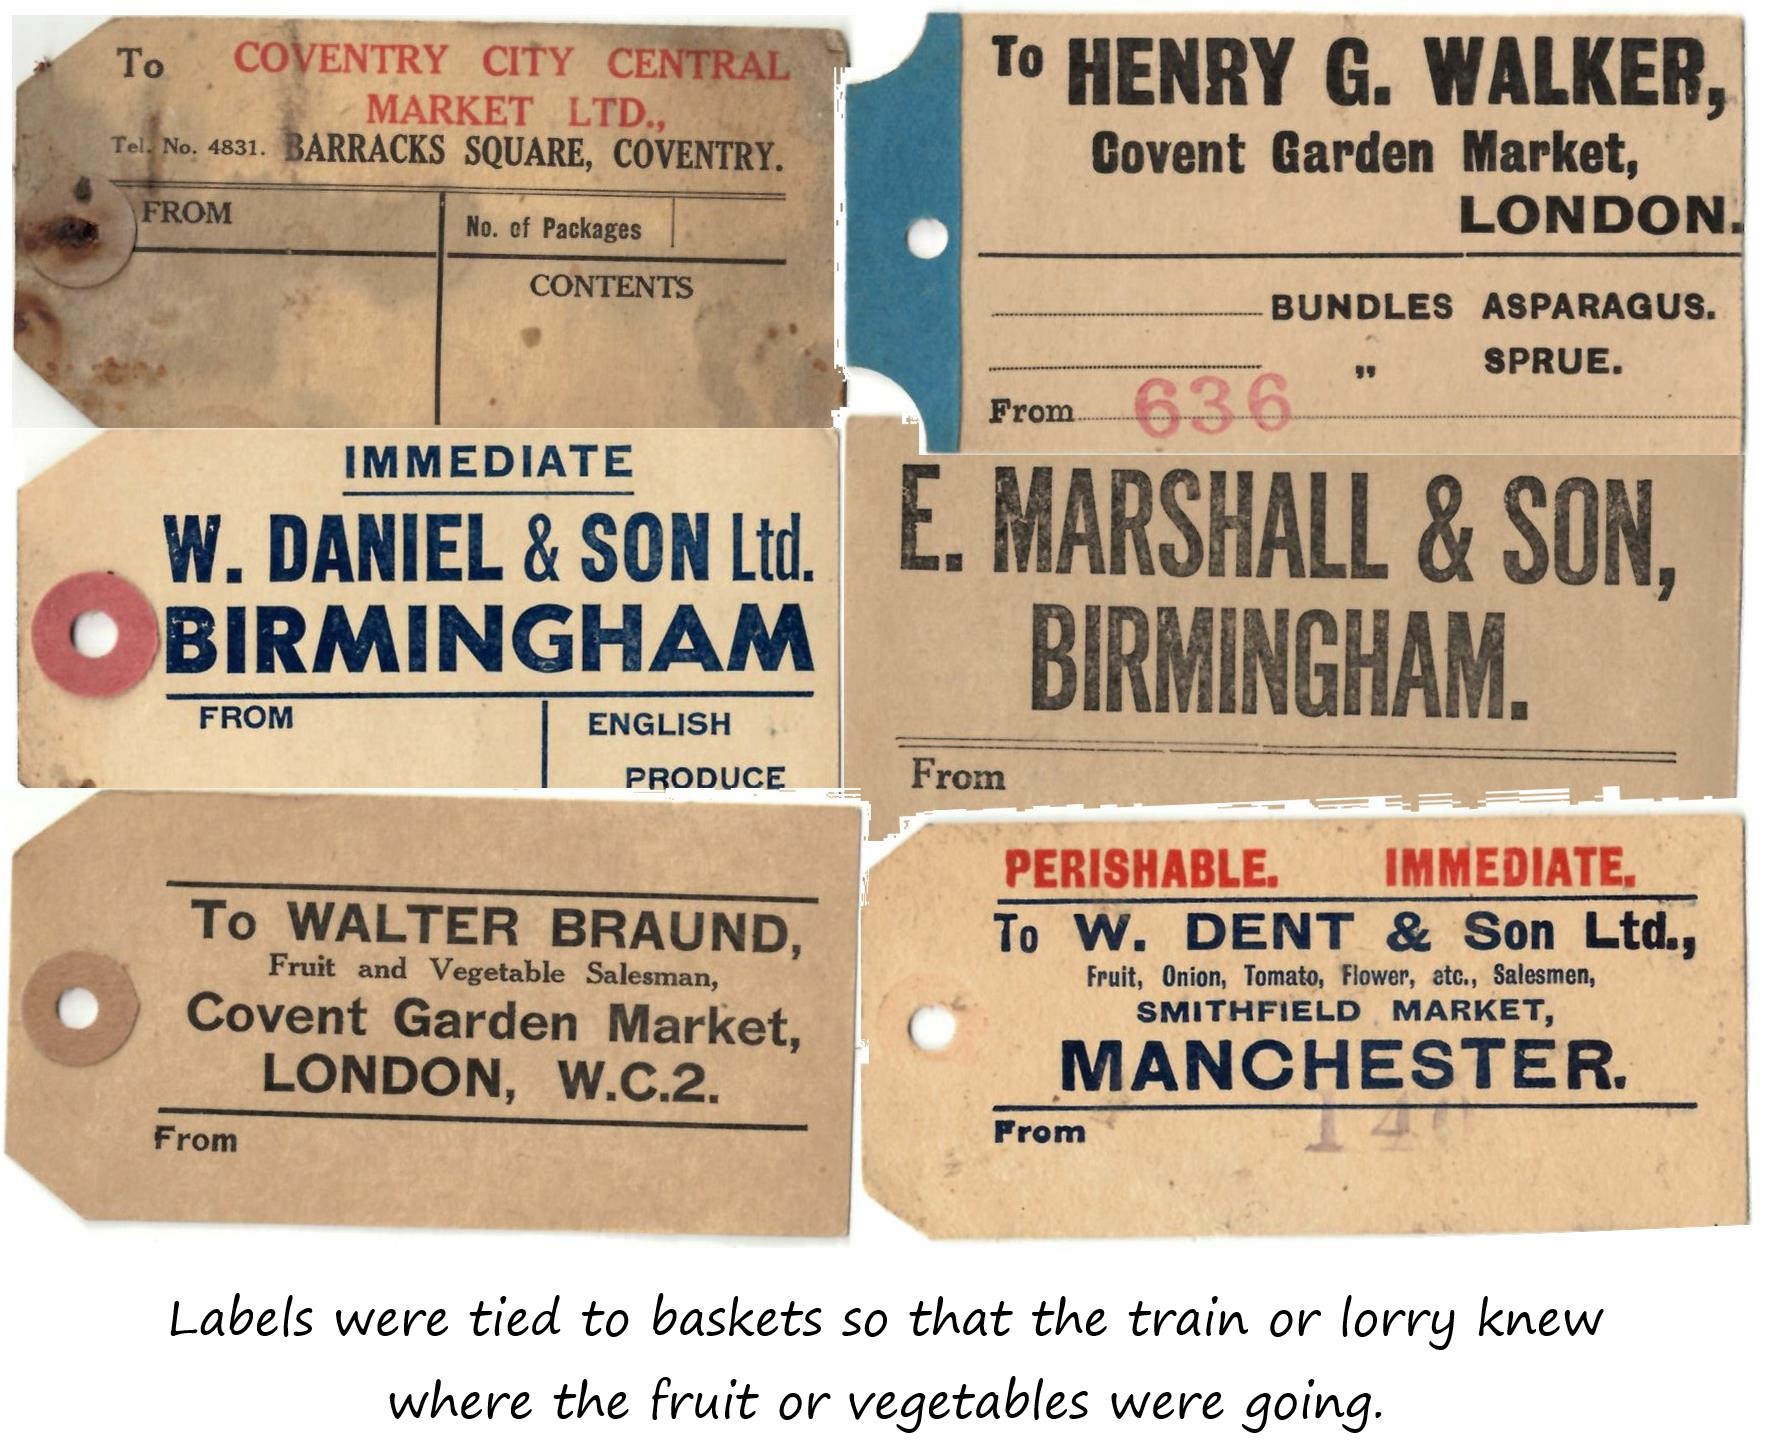 To COVENTRY CITY CENTRAL
MARKET LTD.,
Tel. No. 4831. BARRACKS SQUARE, COVENTRY.
FROM
No. of Packages
CONTENTS
To HENRY G. WALKER,
Covent Garden Market,
LONDON.
BUNDLES ASPARAGUS.
„ SPRUE.
From 636
IMMEDIATE
W. DANIEL & SON Ltd.
BIRMINGHAM
FROM
ENGLISH
PRODUCE
E. MARSHALL & SON,
BIRMINGHAM.
From
To WALTER BRAUND,
Fruit and Vegetable Salesman,
Covent Garden Market,
LONDON, W.C.2.
From
PERISHABLE. IMMEDIATE.
To W. DENT & Son Ltd.,
Fruit, Onion, Tomato, Flower, atc., Salesmen,
SMITHFIELD MARKET,
MANCHESTER.
From
Labels were tied to baskets so that the train or lorry knew
where the fruit or vegetables were going.